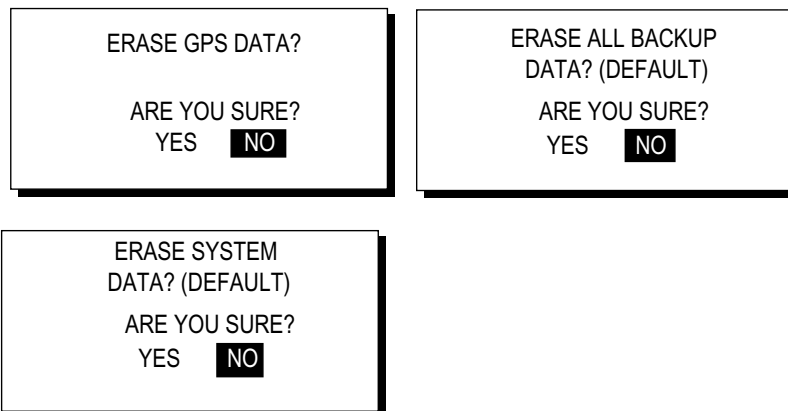 ERASE GPS DATA?
ARE YOU SURE?
YES NO
ERASE ALL BACKUP
DATA? (DEFAULT)
ARE YOU SURE?
YES NO
ERASE SYSTEM
DATA? (DEFAULT)
ARE YOU SURE?
YES NO